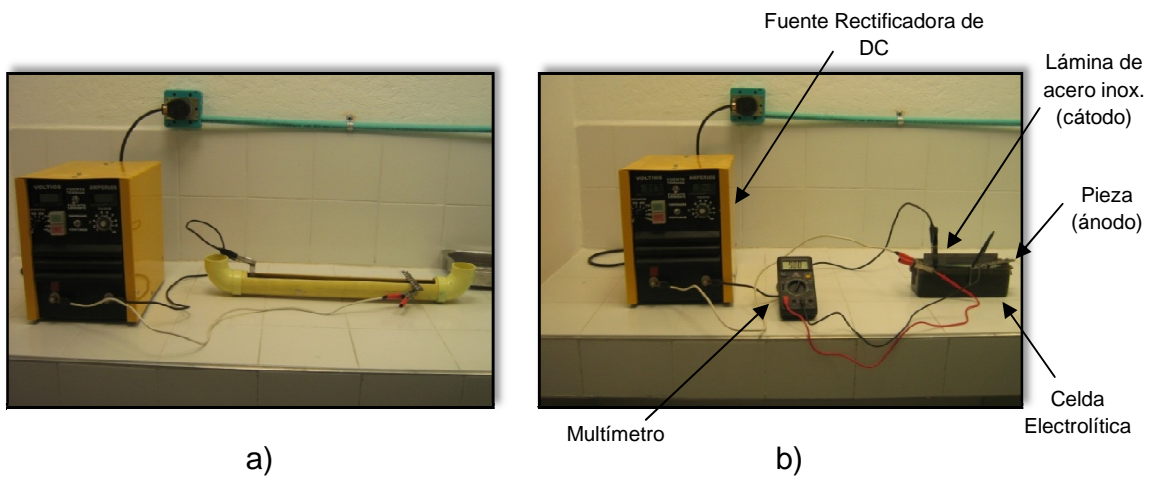 Fuente Rectificadora de
DC
Lámina de
acero inox.
(cátodo)
Pieza
(ánodo)
VOLTIOS
AMPERIOS
VOLTIOS
AMPERIOS
Multímetro
Celda
Electrolítica
a)
b)